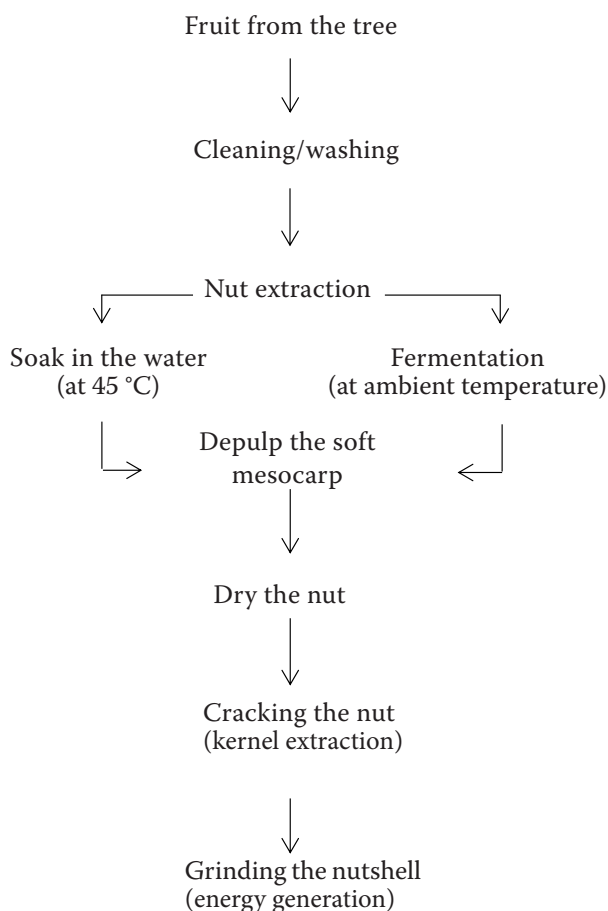 Fruit from the tree
Cleaning/washing
Nut extraction
Soak in the water
(at 45 °C)
Fermentation
(at ambient temperature)
Depulp the soft
mesocarp
Dry the nut
Cracking the nut
(kernel extraction)
Grinding the nutshell
(energy generation)